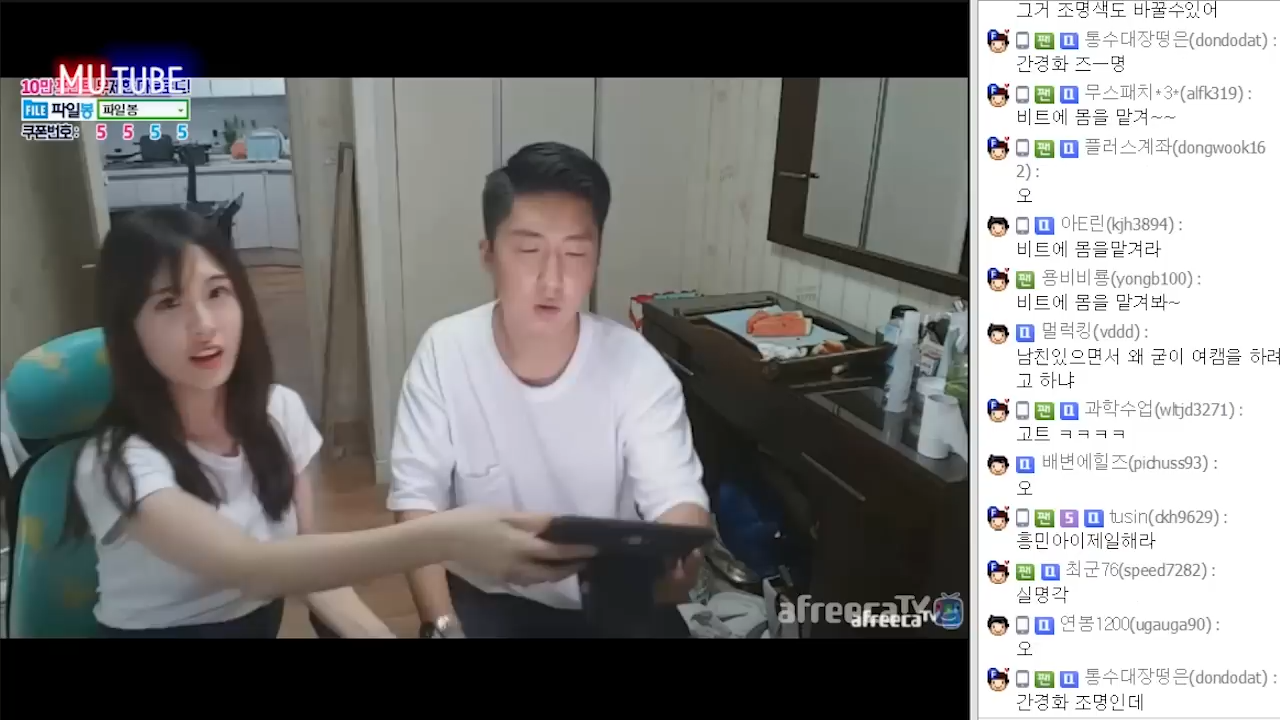 MUTUBE
FILE 파일봉 파일봉
쿠폰번호: 5 5 5 5
afreecaTV
afreecaTV
그거 조명색도 바꿀수있어
통수대장떵은(dondodat) :
간경화 즈ㅡ명
무스패치*3*(alfk319) :
비트에 몸을 맡겨~~
플러스계좌(dongwook16
2) :
오
아E린(kjh3894) :
비트에 몸을맡겨라
용비비룡(yongb100) :
비트에 몸을 맡겨봐~
멀럭킹(vddd) :
남친있으면서 왜 굳이 여캠을 하려
고 하냐
과학수업(wltjd3271) :
고트 ㅋㅋㅋㅋ
배변에힐즈(pichuss93) :
오
tusin(ckh9629) :
흥민아이제일해라
최군76(speed7282) :
실명각
연봉1200(ugauga90) :
오
통수대장떵은(dondodat) :
간경화 조명인데